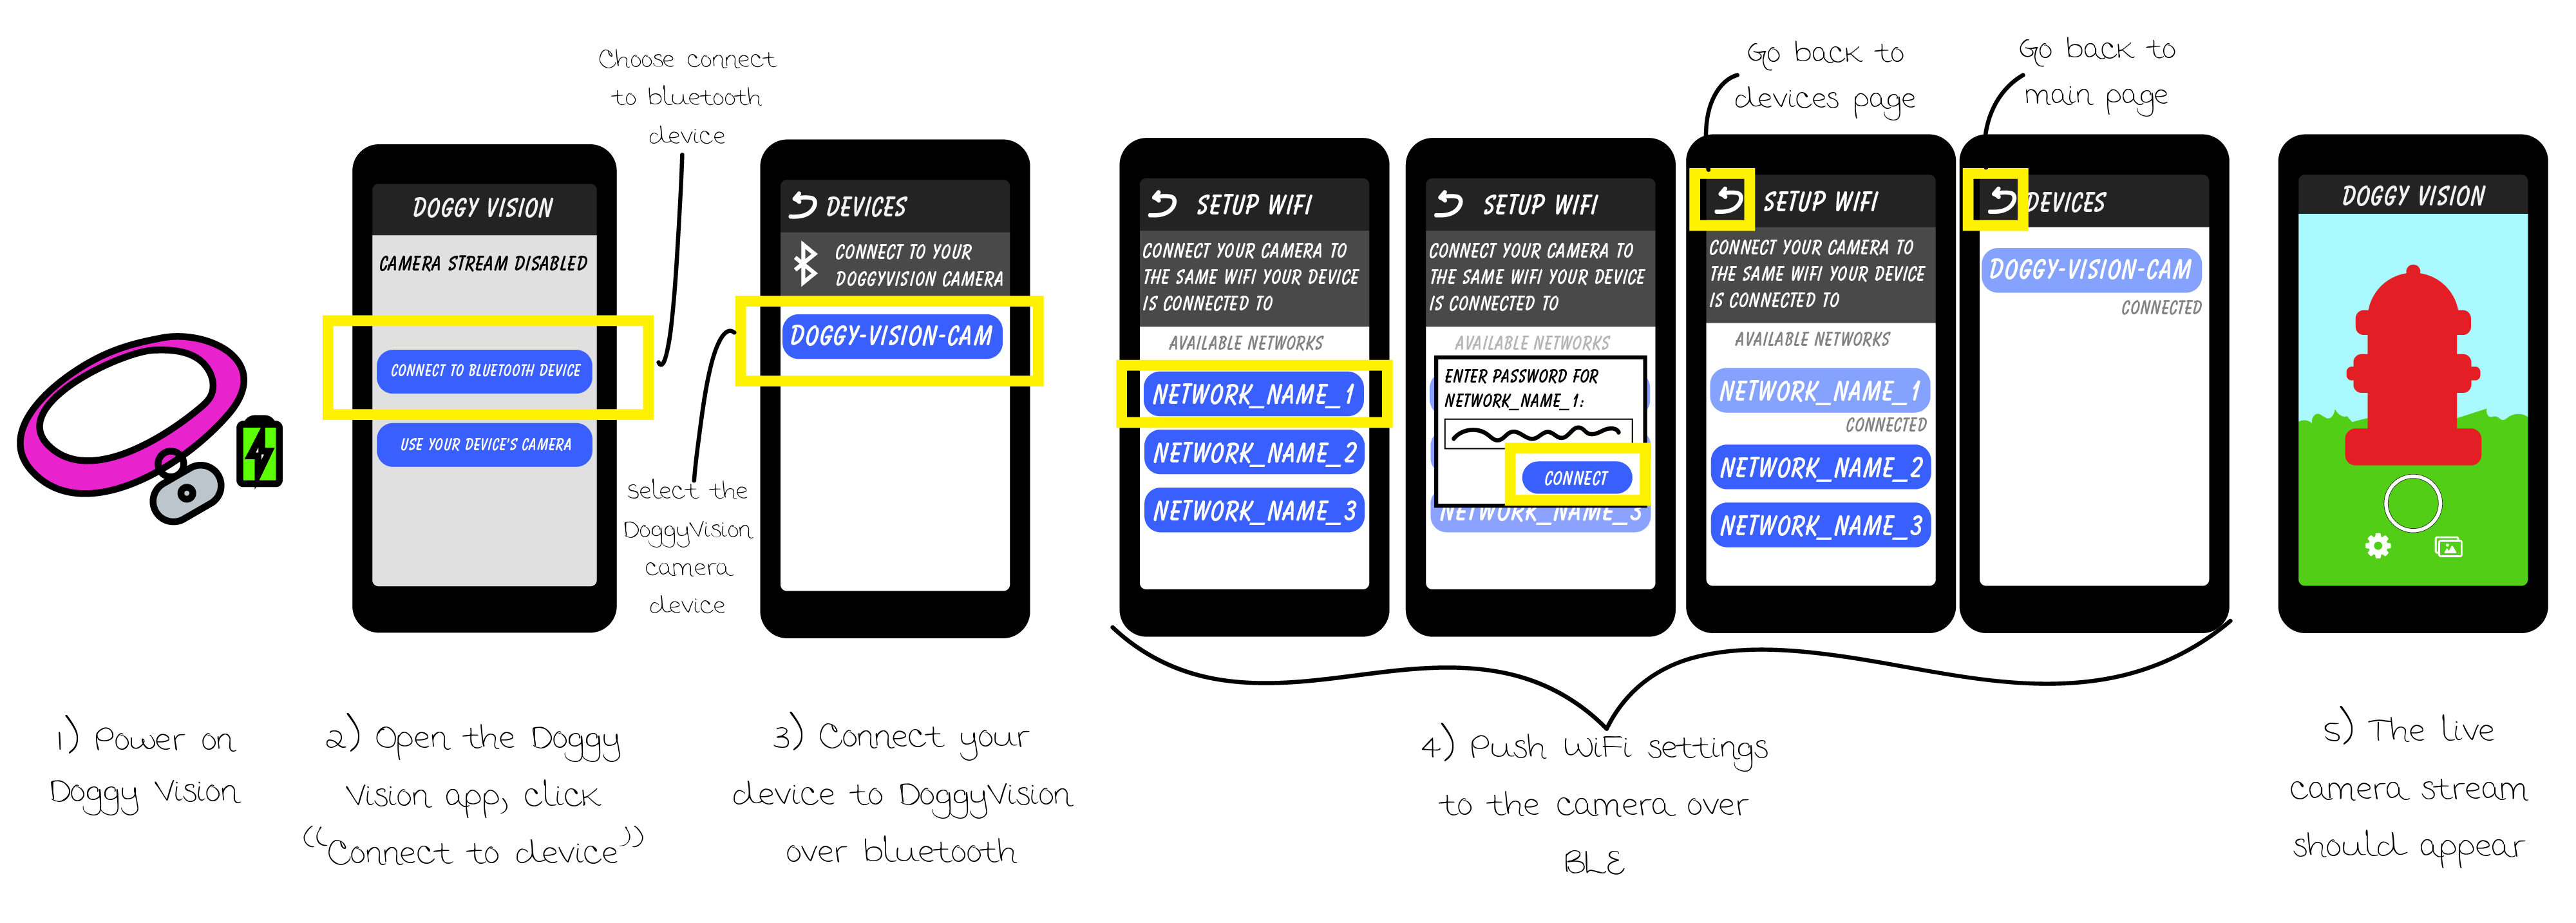 Choose connect
to bluetooth
device
Go back to
devices page
Go back to
main page
DOGGY VISION
CAMERA STREAM DISABLED
CONNECT TO BLUETOOTH DEVICE
USE YOUR DEVICE'S CAMERA
select the
DoggyVision
camera
device
DEVICES
CONNECT TO YOUR
DOGGYVISION CAMERA
DOGGY-VISION-CAM
SETUP WIFI
CONNECT YOUR CAMERA TO
THE SAME WIFI YOUR DEVICE
IS CONNECTED TO
AVAILABLE NETWORKS
NETWORK_NAME_1
NETWORK_NAME_2
NETWORK_NAME_3
SETUP WIFI
CONNECT YOUR CAMERA TO
THE SAME WIFI YOUR DEVICE
IS CONNECTED TO
AVAILABLE NETWORKS
ENTER PASSWORD FOR
NETWORK_NAME_1:
CONNECT
NETWORK_NAME_3
SETUP WIFI
CONNECT YOUR CAMERA TO
THE SAME WIFI YOUR DEVICE
IS CONNECTED TO
AVAILABLE NETWORKS
NETWORK_NAME_1
CONNECTED
NETWORK_NAME_2
NETWORK_NAME_3
DEVICES
DOGGY-VISION-CAM
CONNECTED
DOGGY VISION
1) Power on
Doggy Vision
2) Open the Doggy
Vision app, click
"Connect to device"
3) Connect your
device to DoggyVision
over bluetooth
4) Push WiFi settings
to the camera over
BLE
5) The live
camera stream
should appear